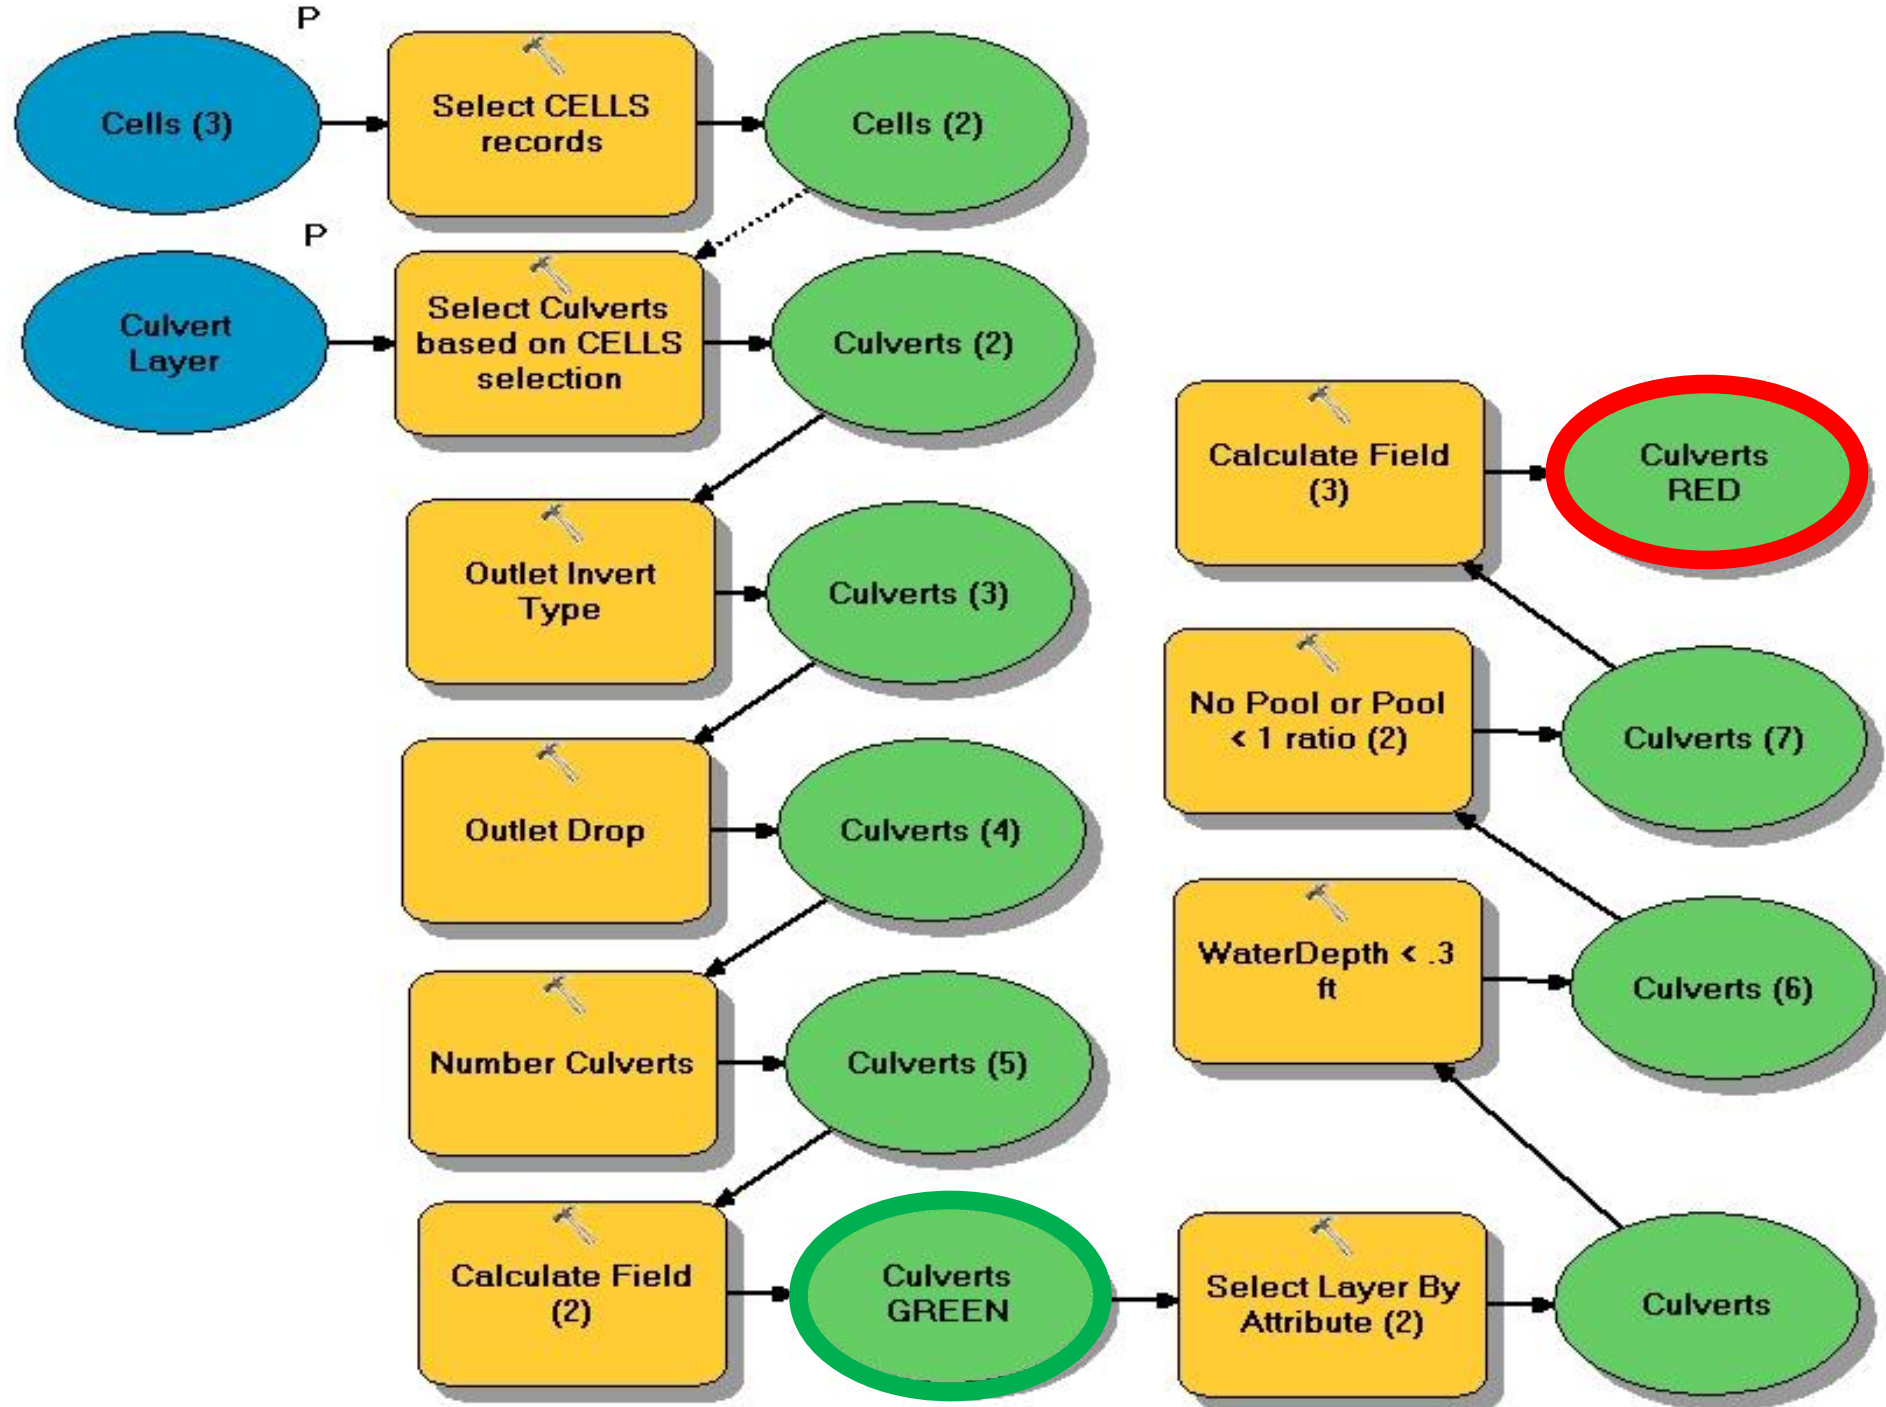 P
Cells (3)
Select CELLS
records
Cells (2)
P
Culvert
Layer
Select Culverts
based on CELLS
selection
Culverts (2)
Outlet Invert
Type
Culverts (3)
Outlet Drop
Culverts (4)
Number Culverts
Culverts (5)
Calculate Field
(2)
Culverts
GREEN
Select Layer By
Attribute (2)
Culverts
WaterDepth < .3
ft
Culverts (6)
No Pool or Pool
< 1 ratio (2)
Culverts (7)
Calculate Field
(3)
Culverts
RED